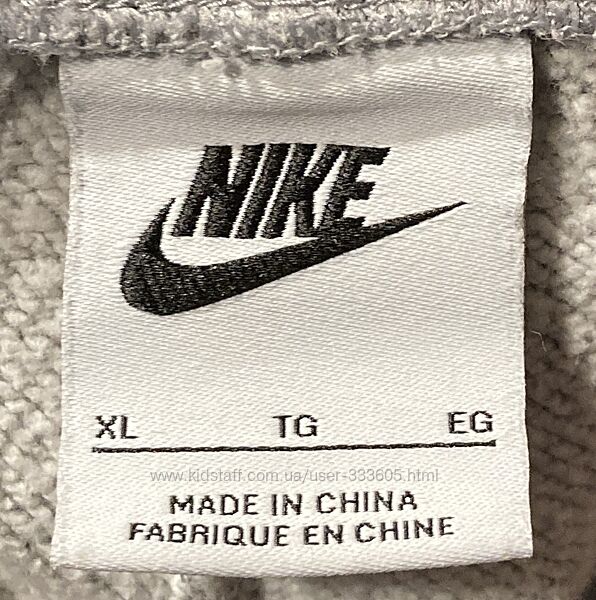 NIKE
XL TG EG
www.kidstaff.com.ua/user-333605.html
MADE IN CHINA
FABRIQUE EN CHINE